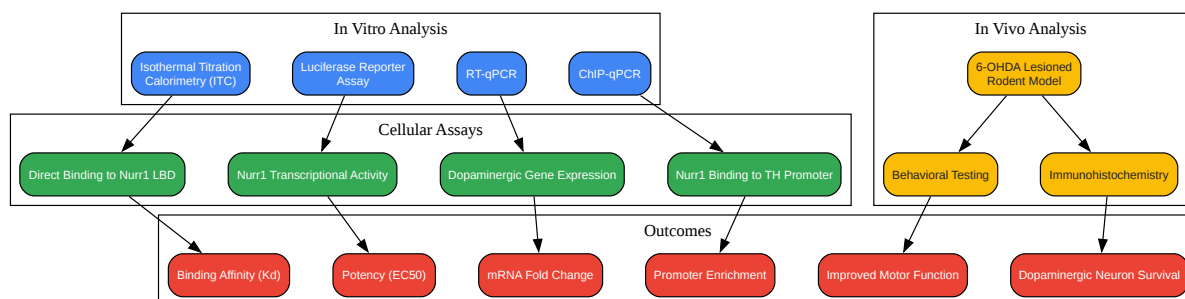 In Vitro Analysis
In Vivo Analysis
Isothermal Titration
Calorimetry (ITC)
Luciferase Reporter
Assay
RT-qPCR
ChIP-qPCR
6-OHDA Lesioned
Rodent Model
Cellular Assays
Direct Binding to Nurr1 LBD
Nurr1 Transcriptional Activity
Dopaminergic Gene Expression
Nurr1 Binding to TH Promoter
Behavioral Testing
Immunohistochemistry
Outcomes
Binding Affinity (Kd)
Potency (EC50)
mRNA Fold Change
Promoter Enrichment
Improved Motor Function
Dopaminergic Neuron Survival